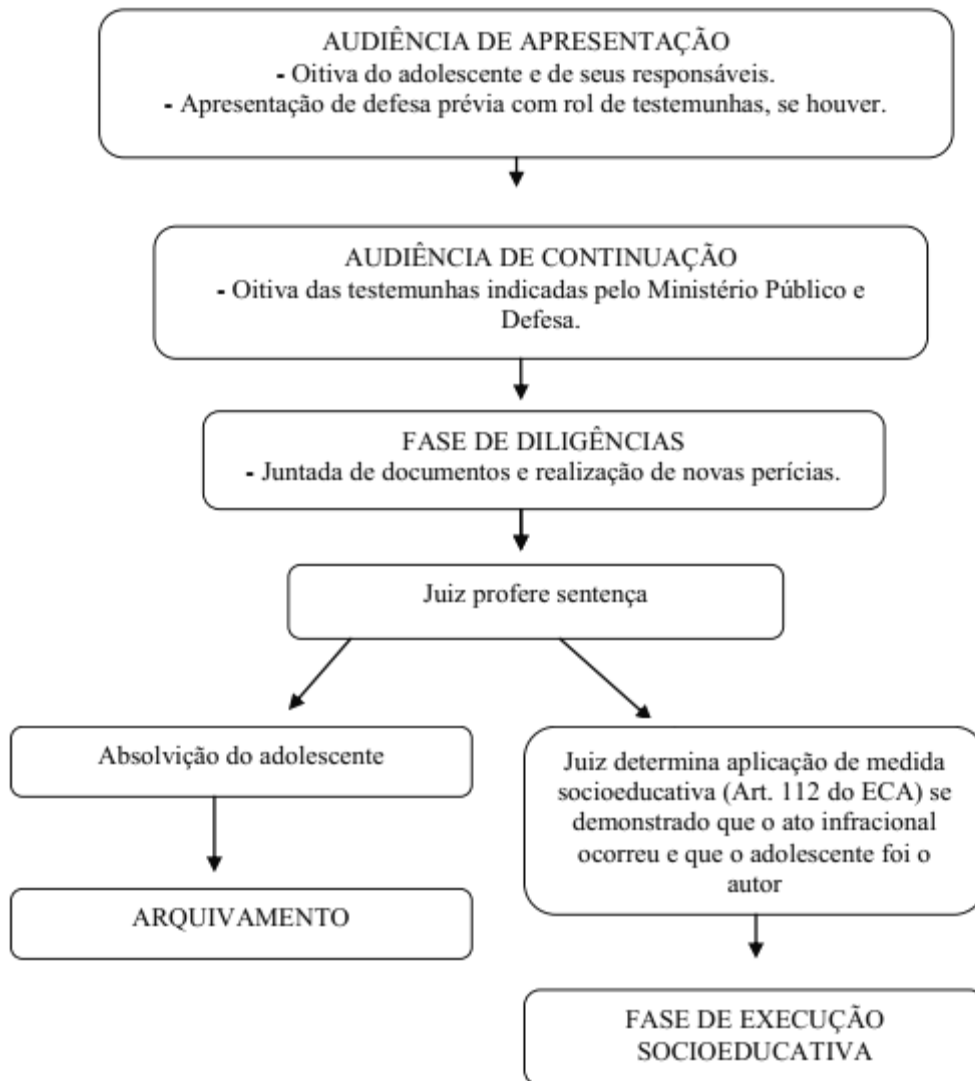 AUDIÊNCIA DE APRESENTAÇÃO
- Oitiva do adolescente e de seus responsáveis.
- Apresentação de defesa prévia com rol de testemunhas, se houver.
AUDIÊNCIA DE CONTINUAÇÃO
- Oitiva das testemunhas indicadas pelo Ministério Público e
Defesa.
FASE DE DILIGÊNCIAS
- Juntada de documentos e realização de novas perícias.
Juiz profere sentença
Absolvição do adolescente
ARQUIVAMENTO
Juiz determina aplicação de medida
socioeducativa (Art. 112 do ECA) se
demonstrado que o ato infracional
ocorreu e que o adolescente foi o
autor
FASE DE EXECUÇÃO
SOCIOEDUCATIVA